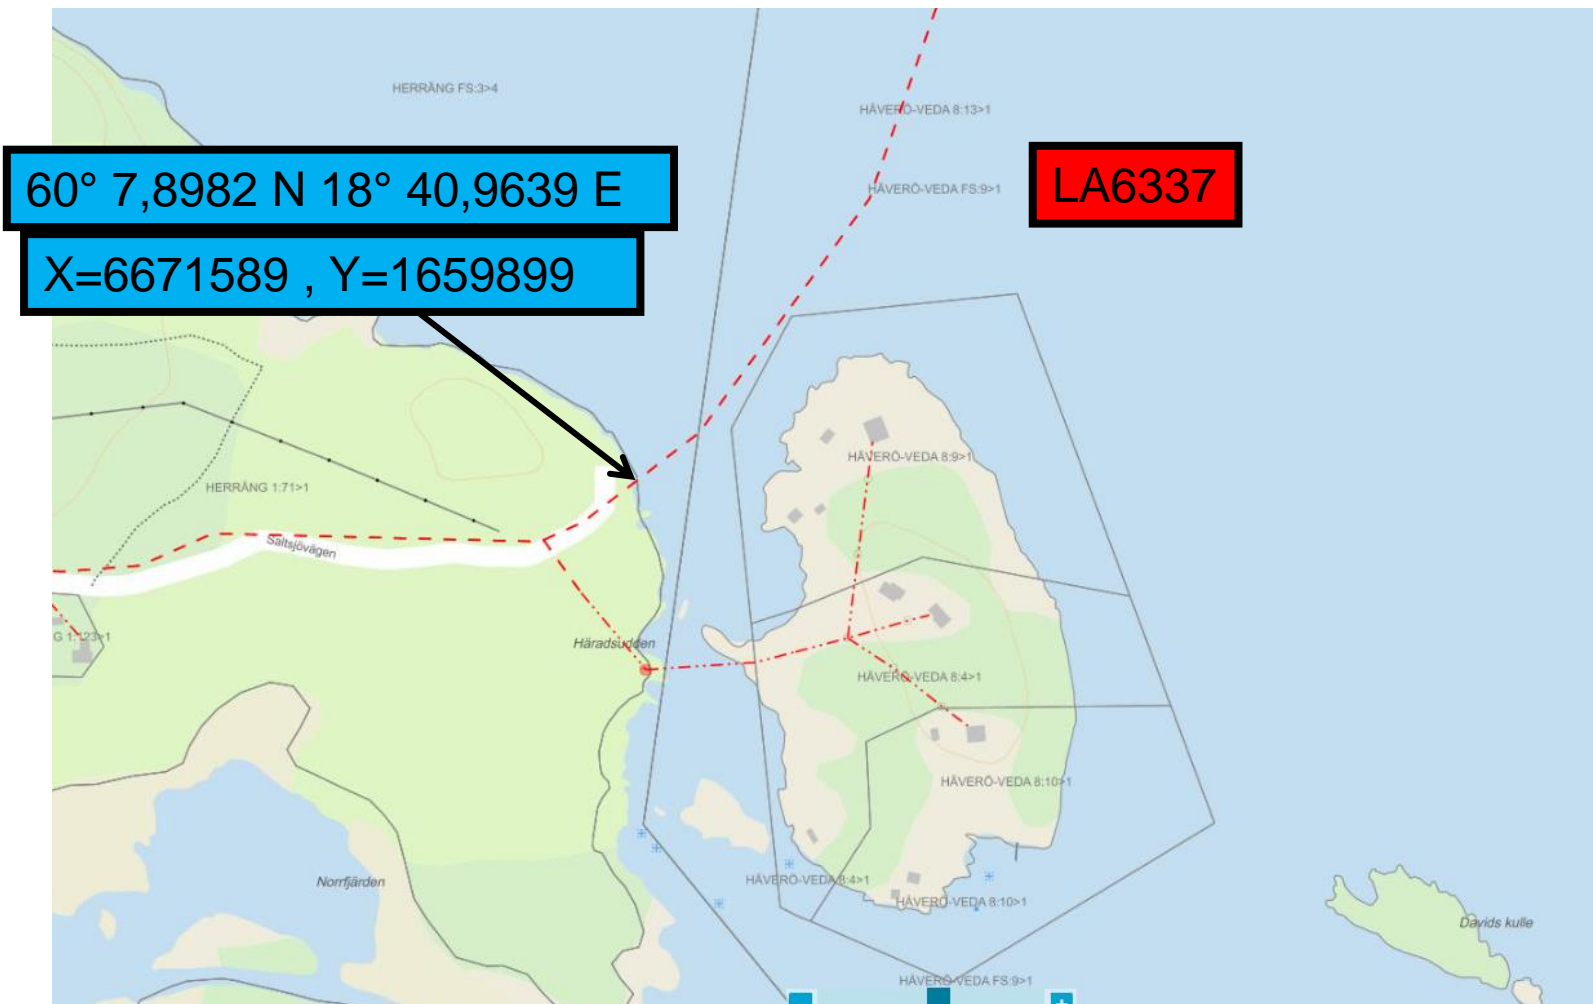 HERRÄNG FS:3>4
HÄVERÖ-VEDA 8:13>1
60° 7,8982 N 18° 40,9639 E
HÄVERÖ-VEDA FS:9>1
LA6337
X=6671589 , Y=1659899
HÄVERÖ-VEDA 8:9>1
HERRÄNG 1:71>1
Saltsjövägen
G 1:123>1
Häradsudden
HÄVERÖ-VEDA 8:4>1
HÄVERÖ-VEDA 8:10>1
Norrfjärden
HÄVERÖ-VEDA 8:4>1
HÄVERÖ-VEDA 8:10>1
Davids kulle
HÄVERÖ-VEDA FS:9>1